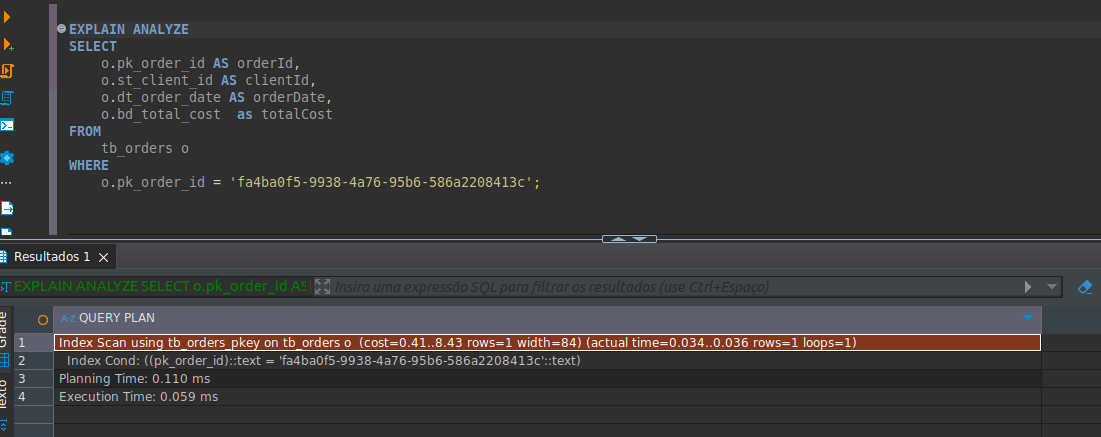 EXPLAIN ANALYZE
SELECT
o.pk_order_id AS orderId,
o.st_client_id AS clientId,
o.dt_order_date AS orderDate,
o.bd_total_cost as totalCost
FROM
tb_orders o
WHERE
o.pk_order_id = 'fa4ba0f5-9938-4a76-95b6-586a2208413c';
Resultados 1
EXPLAIN ANALYZE SELECT o.pk_order_id AS Insira uma expressão SQL para filtrar os resultados (use Ctrl+Espaço)
Grade
A-Z QUERY PLAN
1 Index Scan using tb_orders_pkey on tb_orders o (cost=0.41..8.43 rows=1 width=84) (actual time=0.034..0.036 rows=1 loops=1)
2 Index Cond: ((pk_order_id)::text = 'fa4ba0f5-9938-4a76-95b6-586a2208413c'::text)
3 Planning Time: 0.110 ms
4 Execution Time: 0.059 ms
Texto